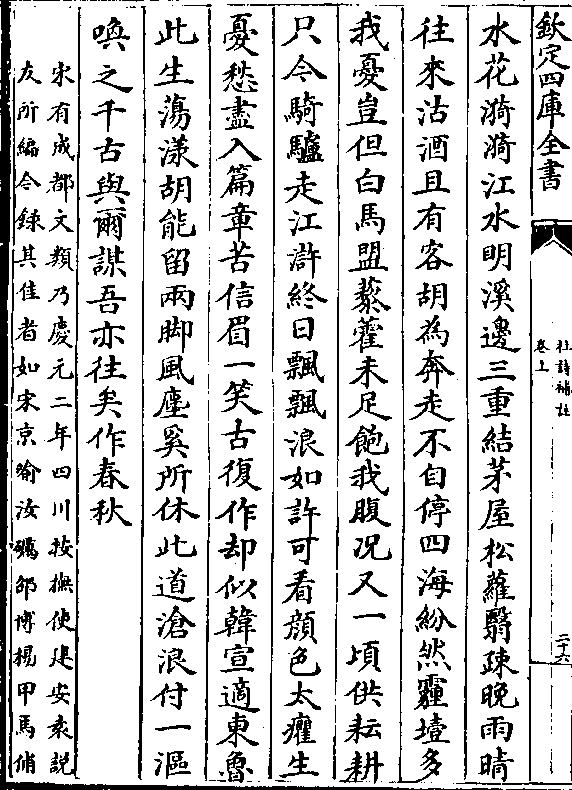 欽定四庫全書
杜詩補註
卷上
二十六
水花漪漪江水明溪邊三重結茅屋松蘿翳疎晚雨晴
往來沽酒且有客胡為奔走不自停四海紛然霾曀多
我憂豈但白馬盟藜藿未足飽我腹况又一頃供耘耕
只今騎驢走江滸終日飄飄浪如許可看顔色太癯生
憂愁盡入篇章苦信眉一笑古復作却似韓宣適東魯
此生蕩漾胡能留兩脚風塵奚所休此道滄浪付一漚
喚之千古與爾謀吾亦往矣作春秋
宋有成都文類乃慶元二年四川按撫使建安袁説
友所編今錄其佳者如宋京喻汝礪邵博楊甲馬俌